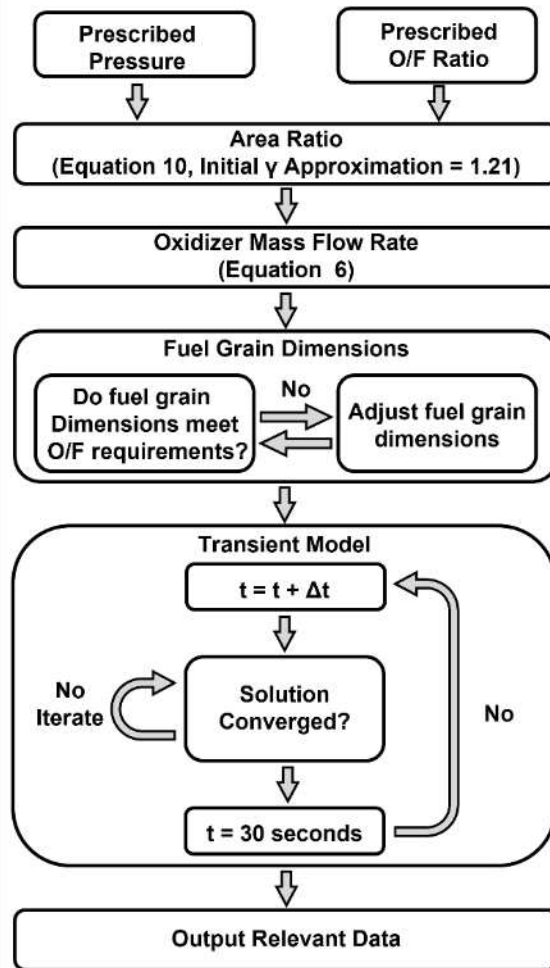 Prescribed
Pressure
Prescribed
O/F Ratio
Area Ratio
(Equation 10, Initial γ Approximation = 1.21)
Oxidizer Mass Flow Rate
(Equation 6)
Fuel Grain Dimensions
Do fuel grain
Dimensions meet
O/F requirements?
No
Adjust fuel grain
dimensions
Transient Model
t = t + Δt
No
Iterate
Solution
Converged?
No
t = 30 seconds
Output Relevant Data